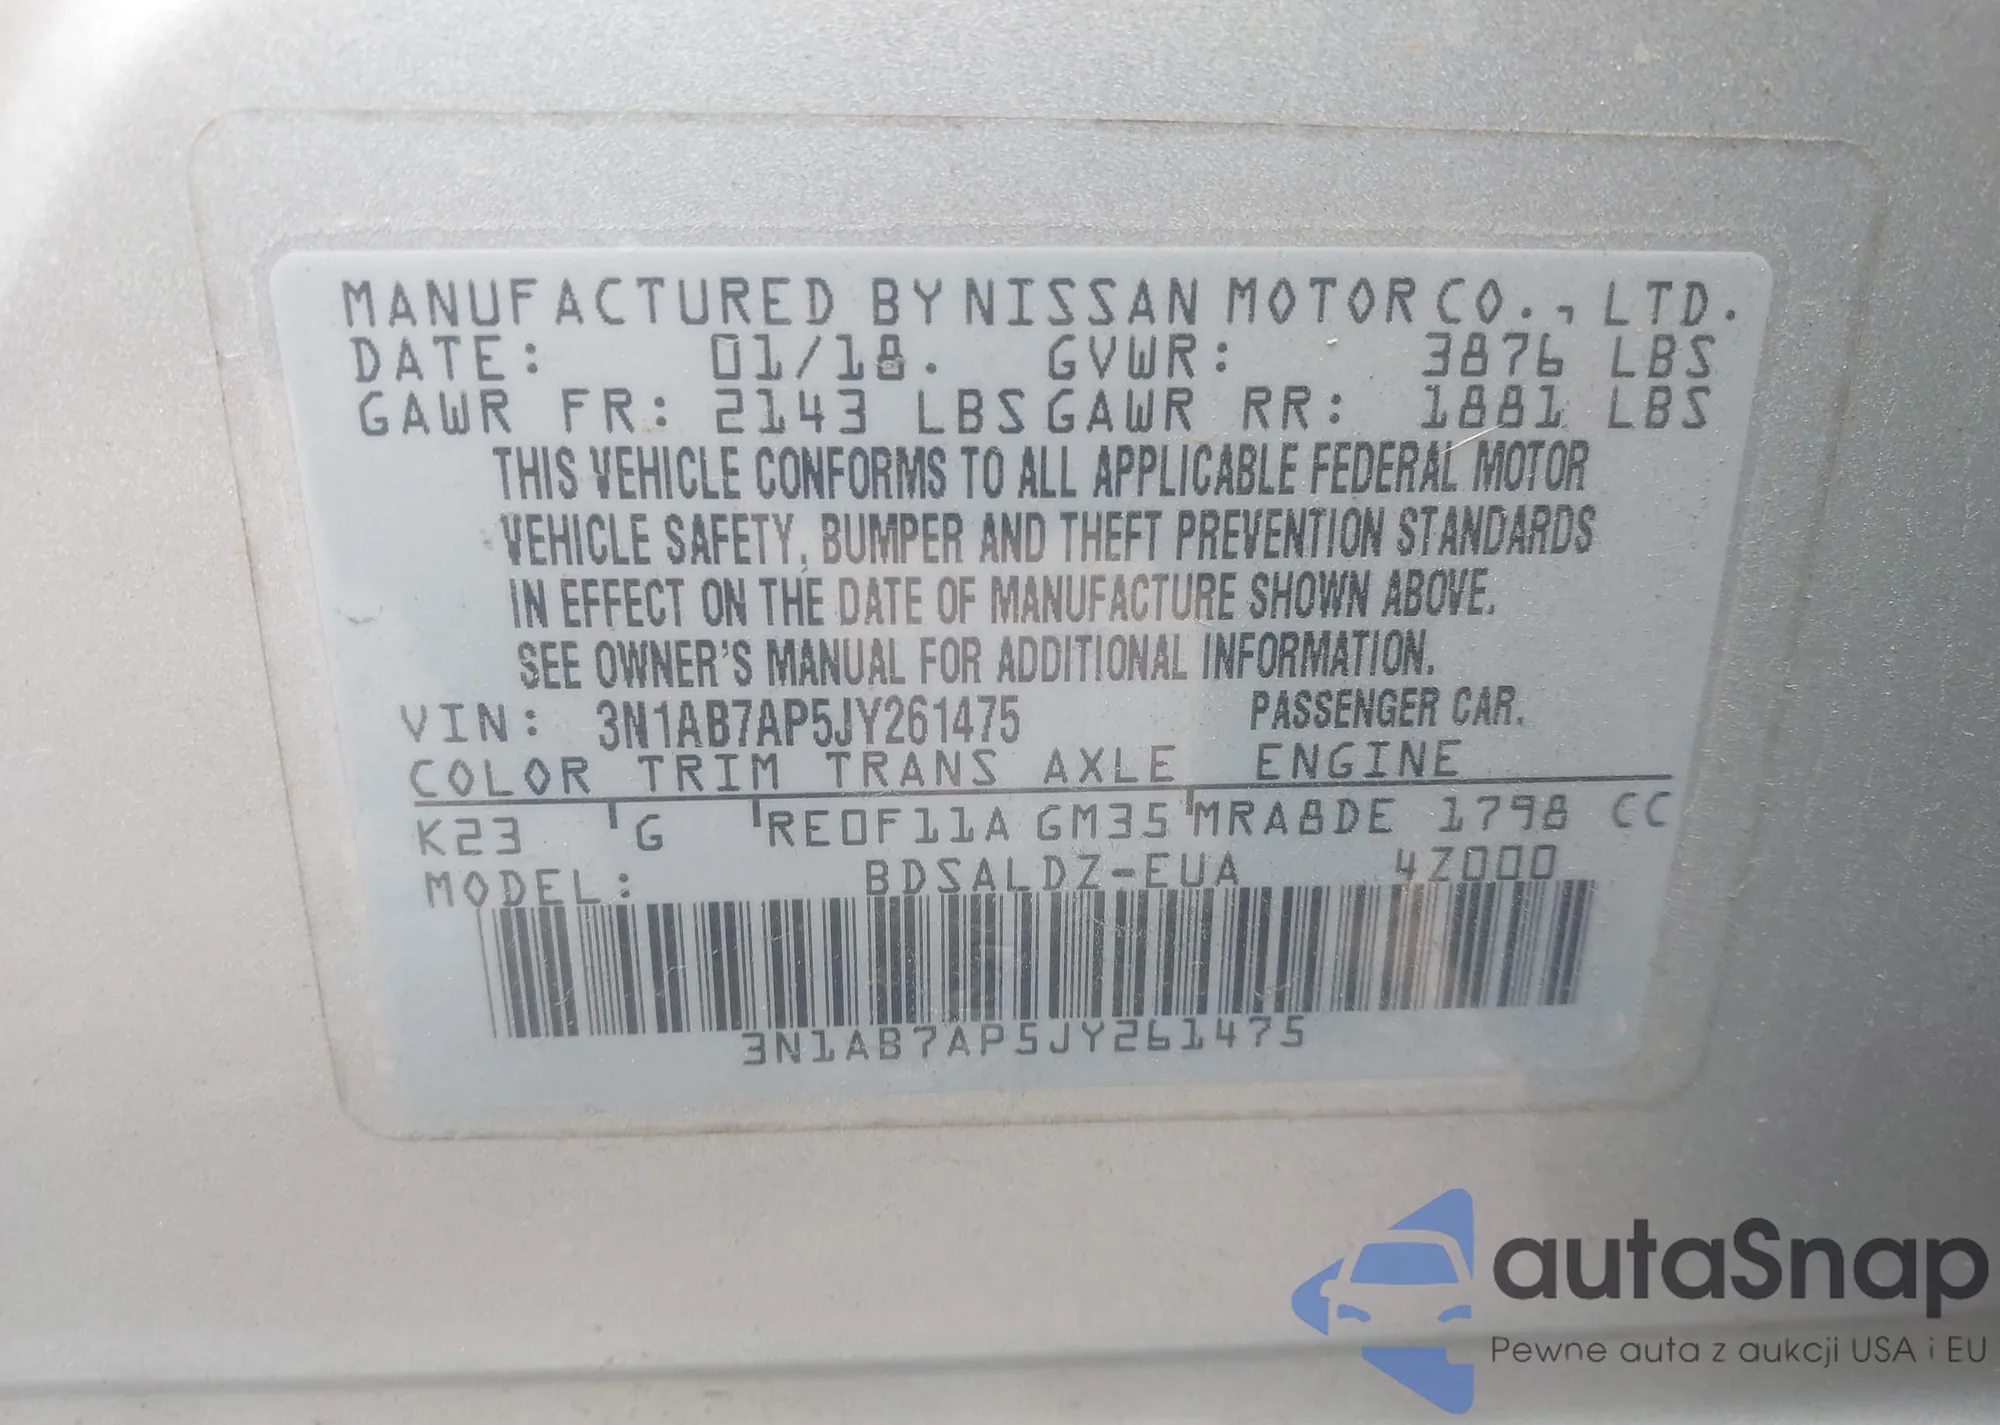 MANUFACTURED BY NISSAN MOTOR CO., LTD.
DATE: 01/18. GVWR: 3876 LBS
GAWR FR: 2143 LBS GAWR RR: 1881 LBS
THIS VEHICLE CONFORMS TO ALL APPLICABLE FEDERAL MOTOR
VEHICLE SAFETY, BUMPER AND THEFT PREVENTION STANDARDS
IN EFFECT ON THE DATE OF MANUFACTURE SHOWN ABOVE.
SEE OWNER'S MANUAL FOR ADDITIONAL INFORMATION.
VIN: 3N1AB7AP5JY261475 PASSENGER CAR.
COLOR TRIM TRANS AXLE ENGINE
K23 G RE0F11A GM35 MRA8DE 1798 CC
MODEL: BDSALDZ-EUA 4Z000
3N1AB7AP5JY261475
autaSnap
Pewne auta z aukcji USA i EU